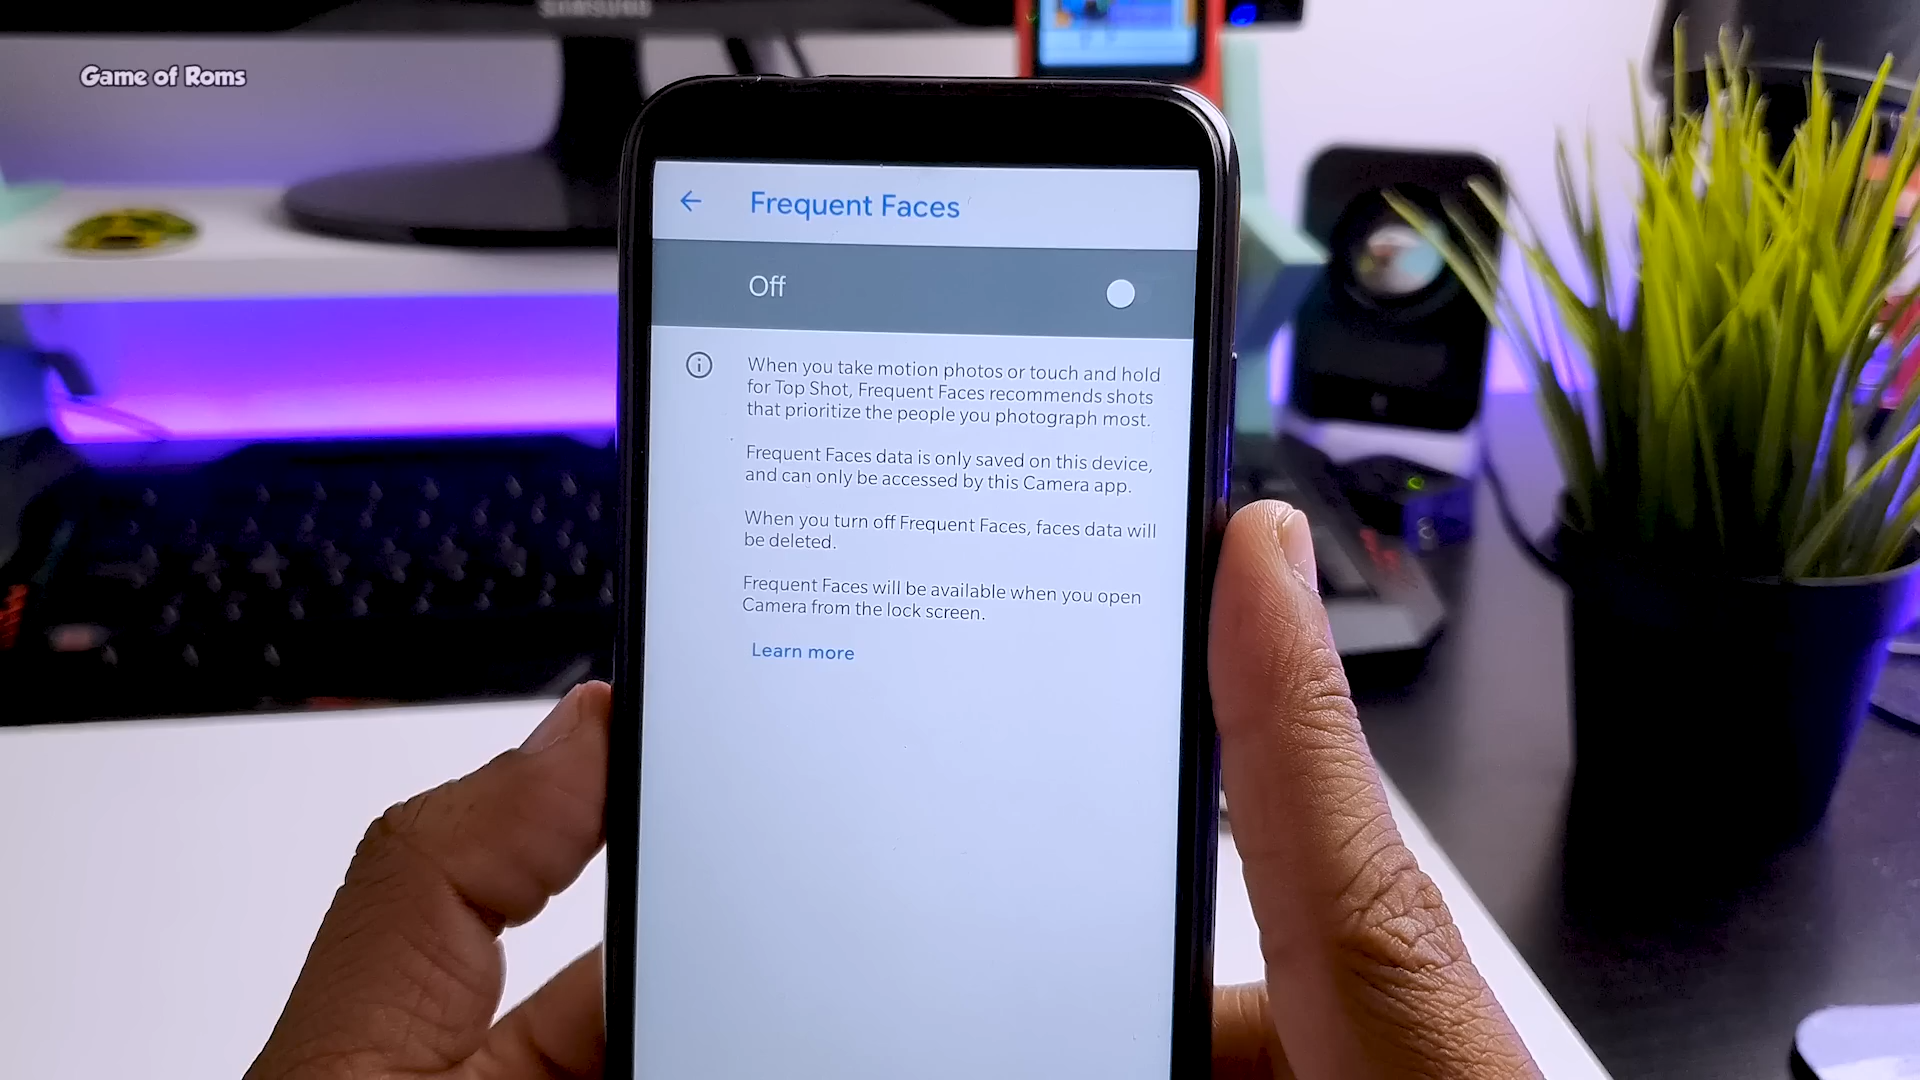 SAMSUNG
Game of Roms
Frequent Faces
Off
When you take motion photos or touch and hold
for Top Shot, Frequent Faces recommends shots
that prioritize the people you photograph most.
Frequent Faces data is only saved on this device,
and can only be accessed by this Camera app.
When you turn off Frequent Faces, faces data will
be deleted.
Frequent Faces will be available when you open
Camera from the lock screen.
Learn more